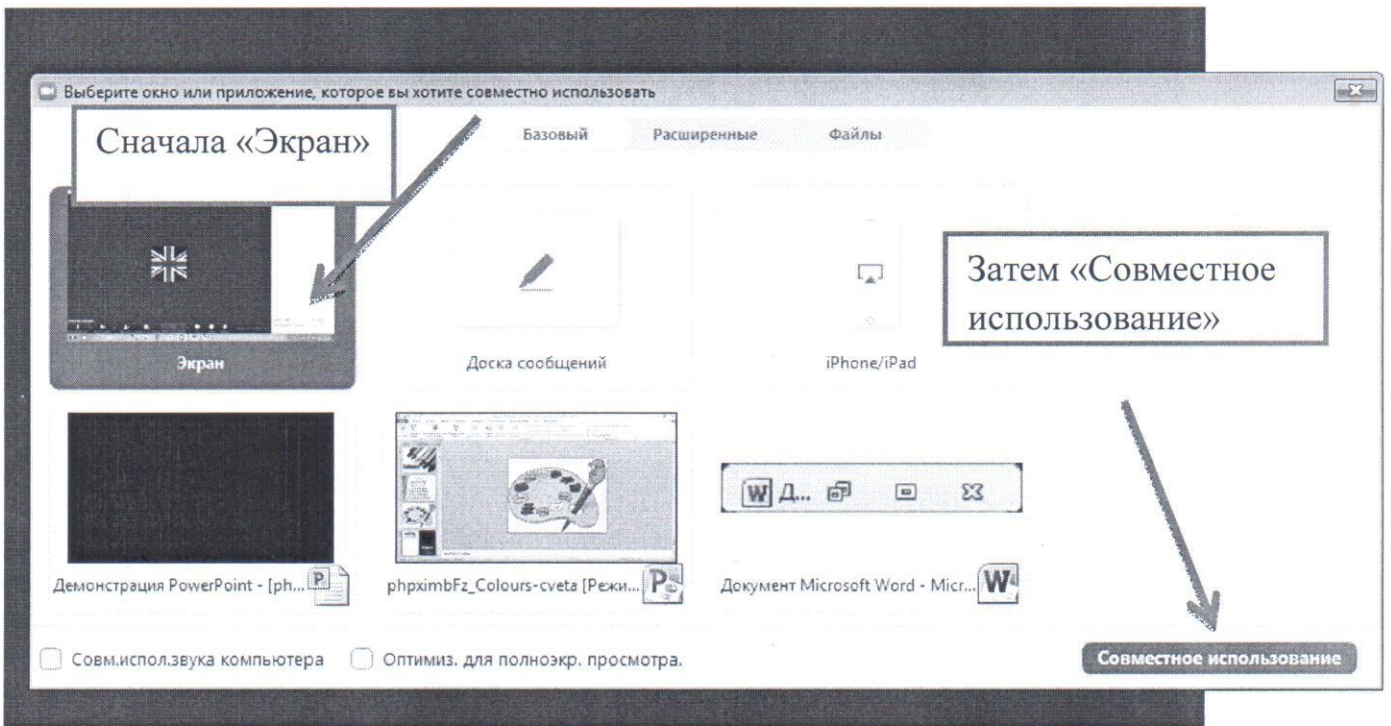 Выберите окно или приложение, которое вы хотите совместно использовать
Сначала «Экран»
Базовый Расширенные Файлы
Затем «Совместное
использование»
Экран Доска сообщений iPhone/iPad
W Д...
Демонстрация PowerPoint - [ph... P phpximbFz_Colours-cveta [Режи... P Документ Microsoft Word - Micr... W
Совм.испол.звука компьютера Оптимиз. для полноэкр. просмотра. Совместное использование